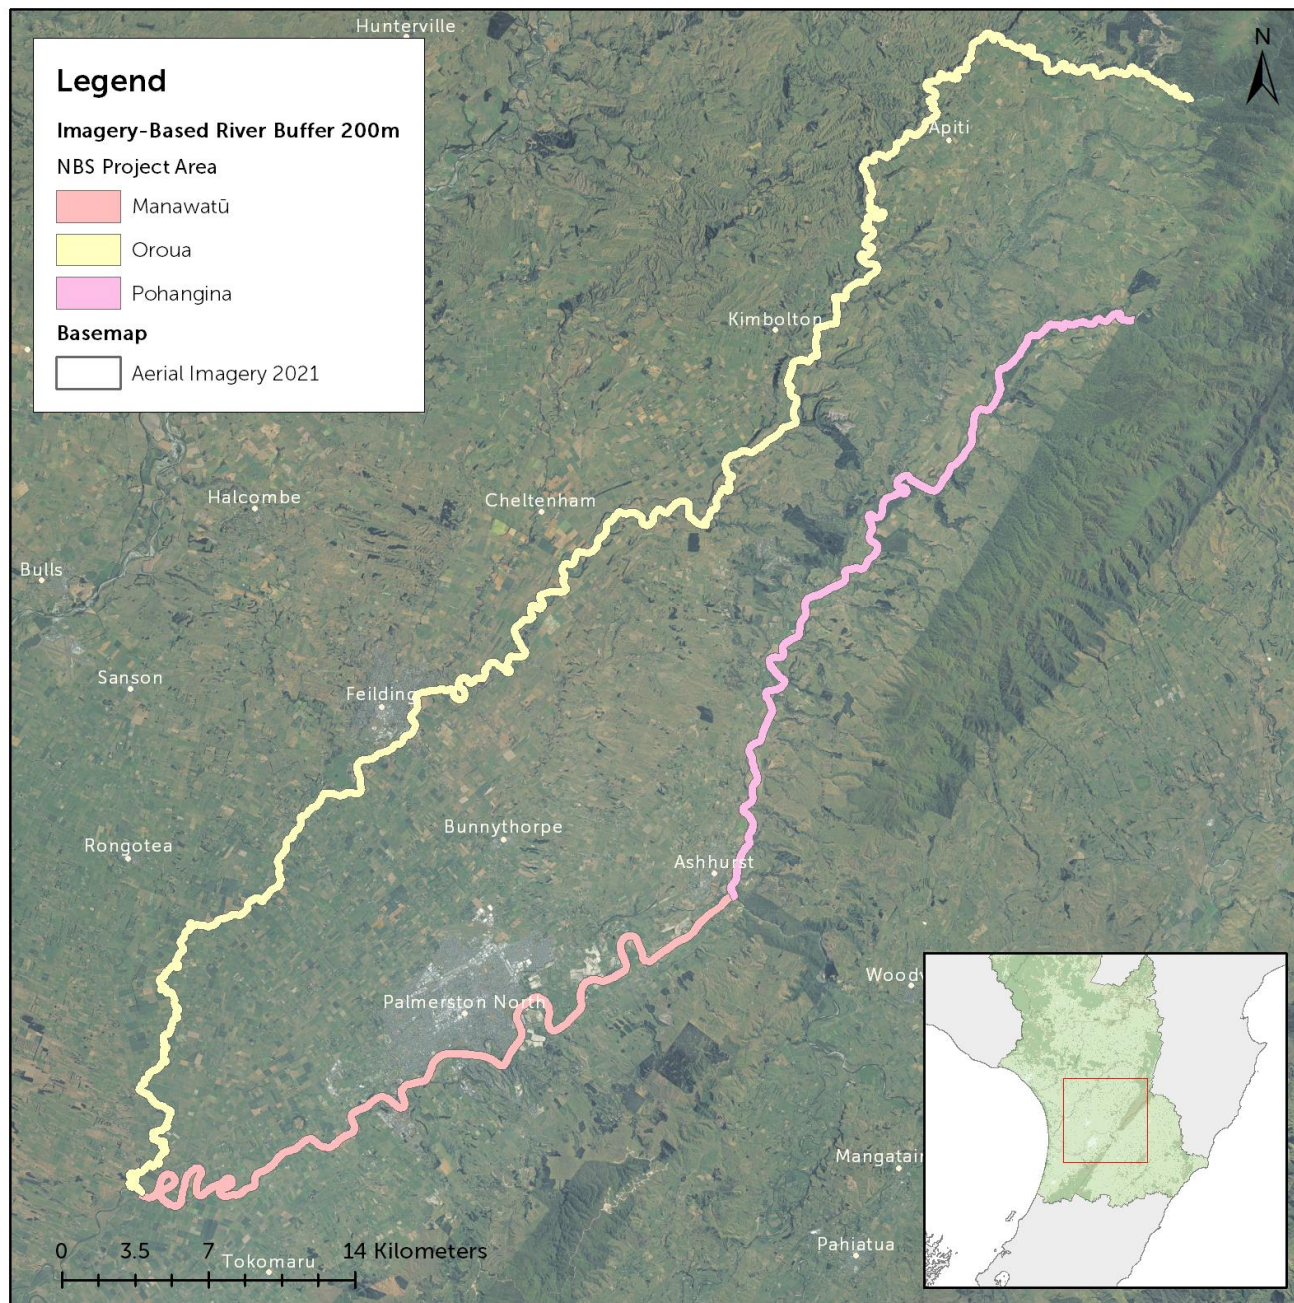 Hunterville
N
Legend
Imagery-Based River Buffer 200m
NBS Project Area
Manawatū
Oroua
Pohangina
Basemap
Aerial Imagery 2021
Apiti
Kimbolton
Halcombe
Cheltenham
Bulls
Sanson
Feilding
Bunnythorpe
Rongotea
Ashhurst
Woodv
Palmerston North
Mangatain
Pahiatua
0 3.5 7 14 Kilometers
Tokomaru